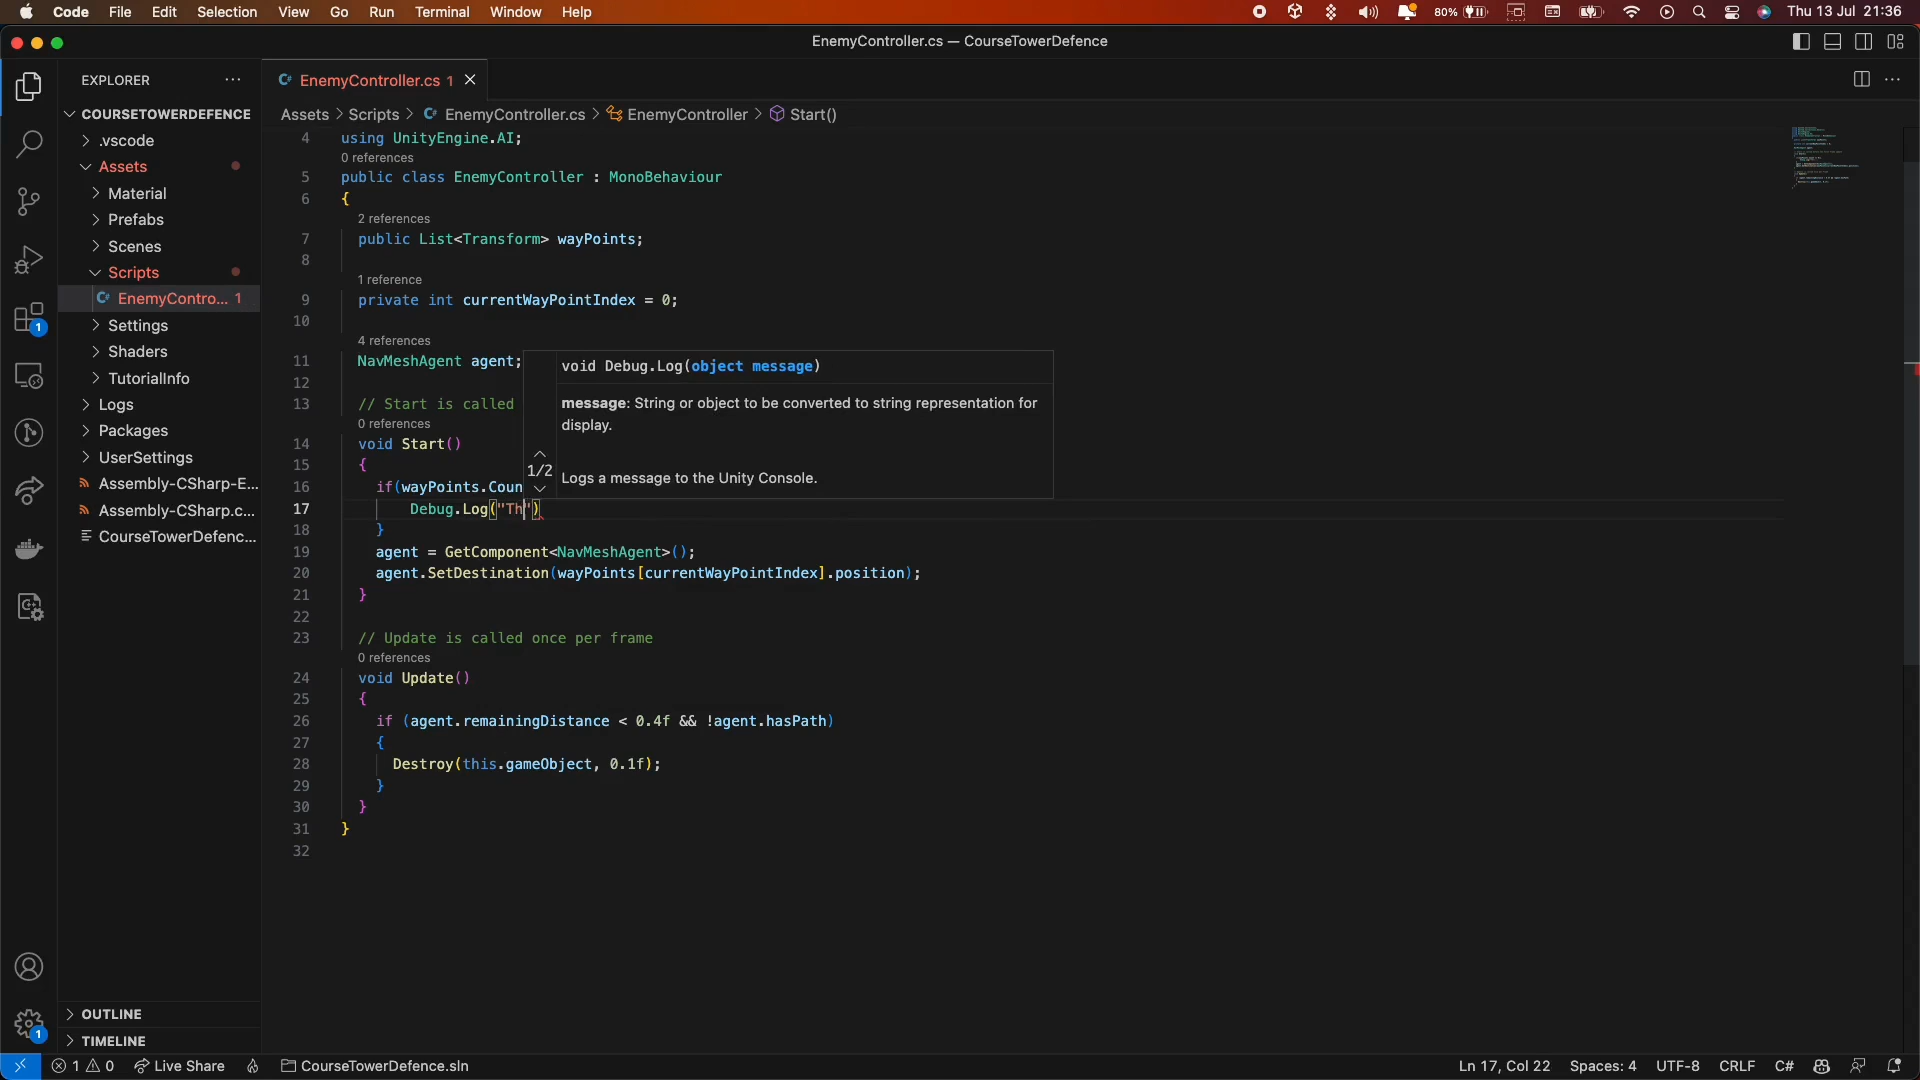 Code File Edit Selection View Go Run Terminal Window Help 80% Thu 13 Jul 21:36
EnemyController.cs — CourseTowerDefence
EXPLORER
EnemyController.cs 1
COURSETOWERDEFENCE
Assets > Scripts > EnemyController.cs > EnemyController > Start()
.vscode
Assets
Material
Prefabs
Scenes
Scripts
EnemyContro... 1
Settings
Shaders
TutorialInfo
Logs
Packages
UserSettings
Assembly-CSharp-E...
Assembly-CSharp.c...
CourseTowerDefenc...
OUTLINE
TIMELINE
4 using UnityEngine.AI;
0 references
5 public class EnemyController : MonoBehaviour
6 {
2 references
7 public List<Transform> wayPoints;
8
1 reference
9 private int currentWayPointIndex = 0;
10
4 references
11 NavMeshAgent agent;
12
13 // Start is called
0 references
14 void Start()
15 {
16 if(wayPoints.Coun
17 Debug.Log("Th")
18 }
19 agent = GetComponent<NavMeshAgent>();
20 agent.SetDestination(wayPoints[currentWayPointIndex].position);
21 }
22
23 // Update is called once per frame
0 references
24 void Update()
25 {
26 if (agent.remainingDistance < 0.4f && !agent.hasPath)
27 {
28 Destroy(this.gameObject, 0.1f);
29 }
30 }
31 }
32
void Debug.Log(object message)
message: String or object to be converted to string representation for
display.
1/2
Logs a message to the Unity Console.
1
1
1 0 Live Share CourseTowerDefence.sln Ln 17, Col 22 Spaces: 4 UTF-8 CRLF C#